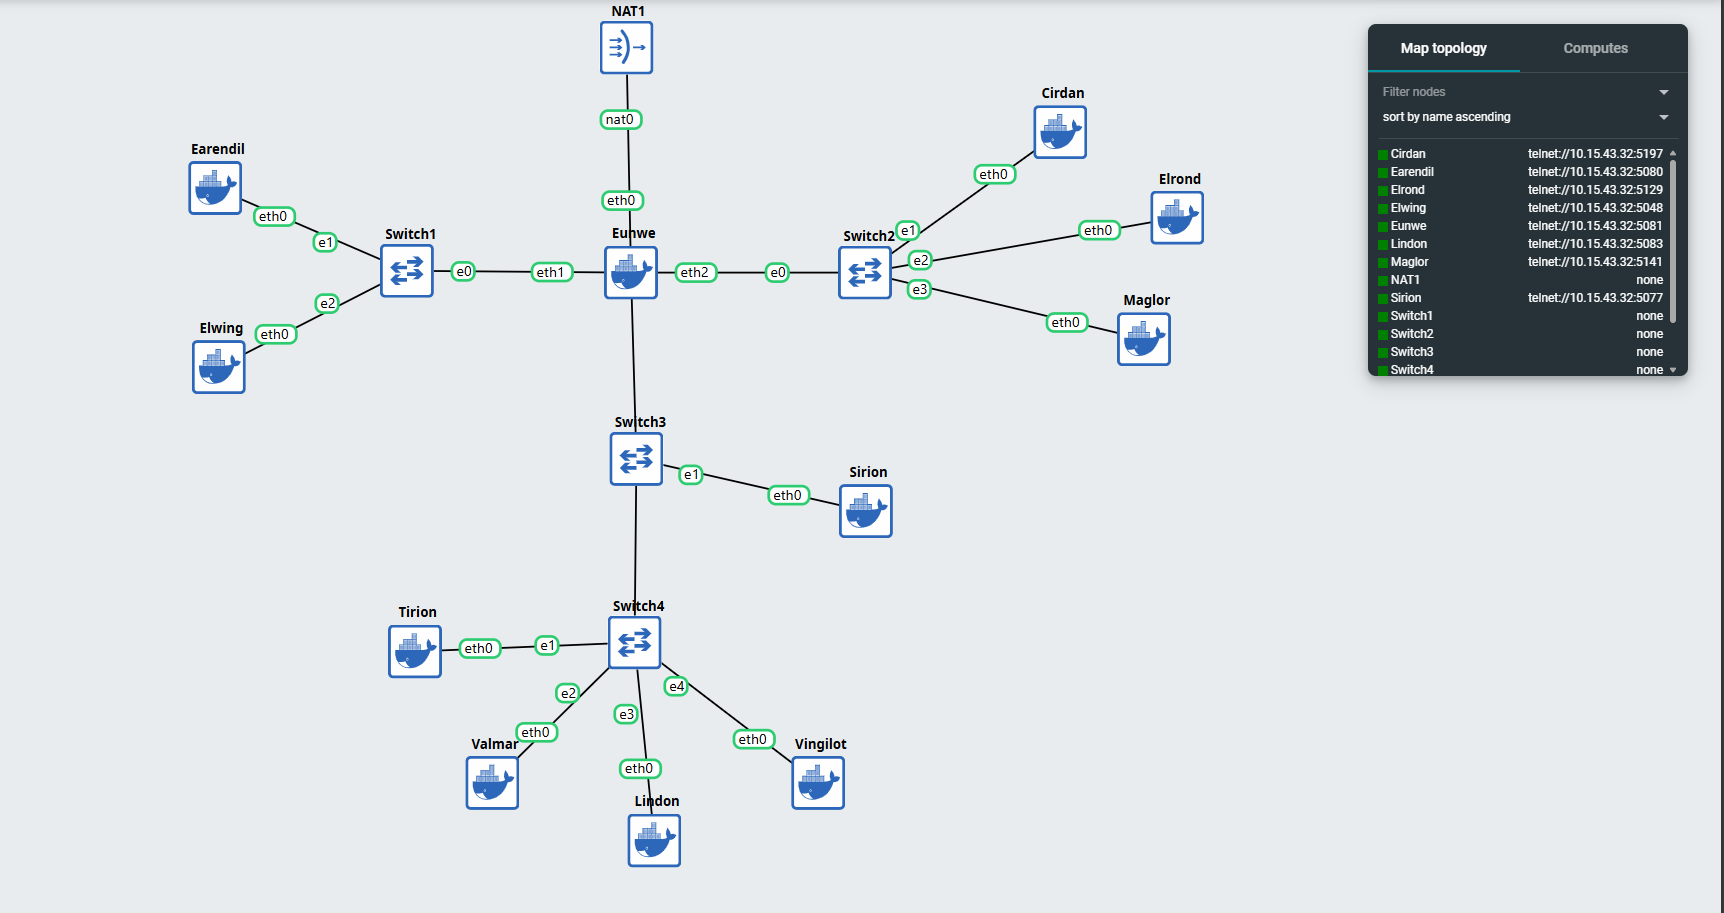 NAT1
nat0
Cirdan
Earendil
eth0
Elrond
eth0
eth0
eth0
e1
Switch1
Eunwe
Switch2
e1
e2
e0
eth1
eth2
e0
e3
e2
Elwing
eth0
Maglor
eth0
Switch3
e1
Sirion
eth0
Switch4
Tirion
eth0
e1
e2
e4
e3
eth0
Valmar
eth0
Vingilot
eth0
Lindon
Map topology
Computes
Filter nodes
sort by name ascending
Cirdan telnet://10.15.43.32:5197
Earendil telnet://10.15.43.32:5080
Elrond telnet://10.15.43.32:5129
Elwing telnet://10.15.43.32:5048
Eunwe telnet://10.15.43.32:5081
Lindon telnet://10.15.43.32:5083
Maglor telnet://10.15.43.32:5141
NAT1 none
Sirion telnet://10.15.43.32:5077
Switch1 none
Switch2 none
Switch3 none
Switch4 none